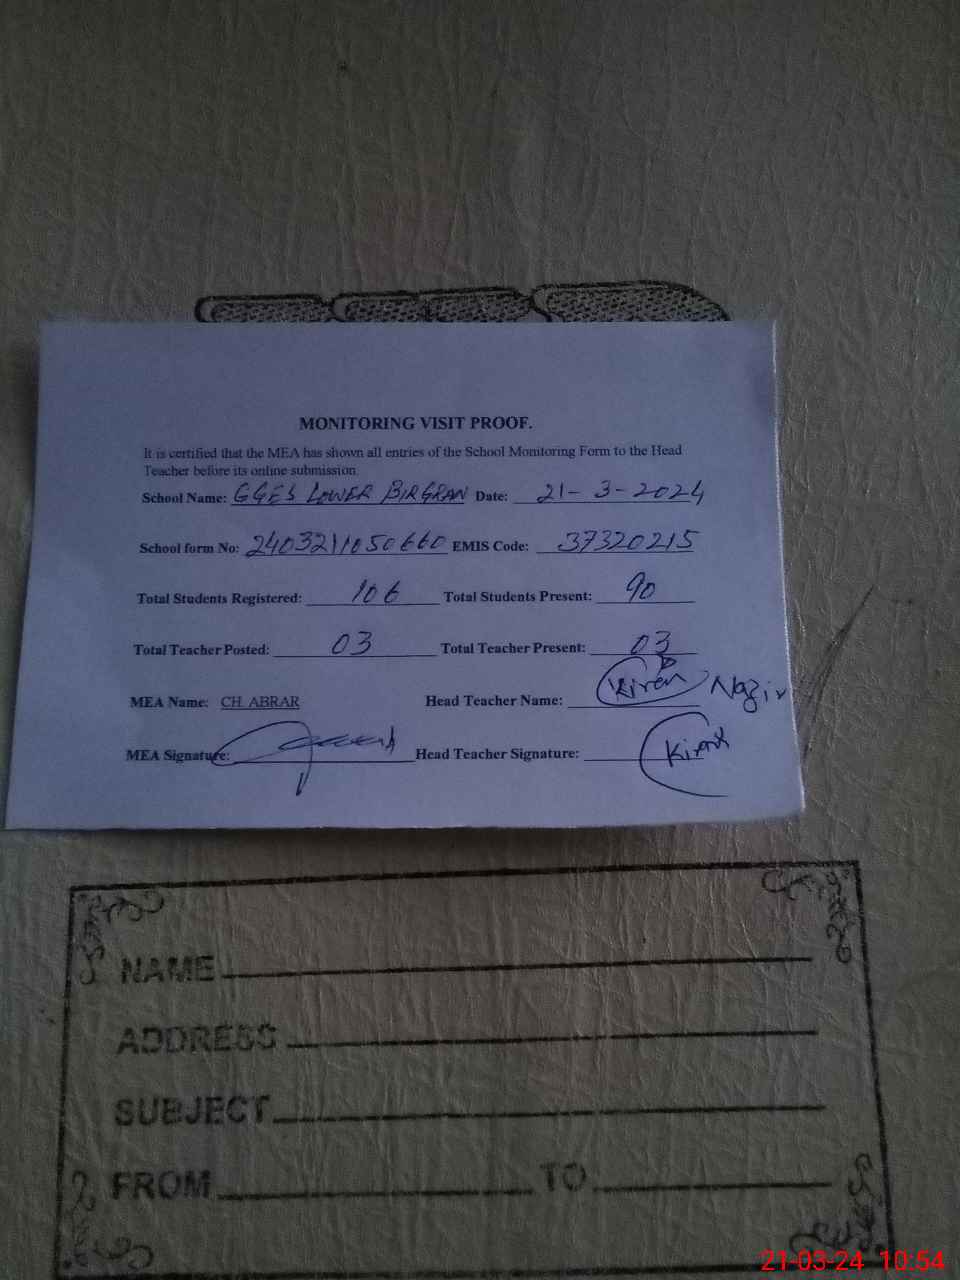 MONITORING VISIT PROOF.
It is certified that the MEA has shown all entries of the School Monitoring Form to the Head
Teacher before its online submission.
School Name: GGES LOWER BIRGRAN Date: 21-3-2024
School form No: 2403211050660 EMIS Code: 37320215
Total Students Registered: 106 Total Students Present: 90
Total Teacher Posted: 03 Total Teacher Present: 03
MEA Name: CH. ABRAR Head Teacher Name: Kiran Nazir
MEA Signature: Head Teacher Signature: Kiran
NAME
ADDRESS
SUBJECT
FROM TO
21-03-24 10:54